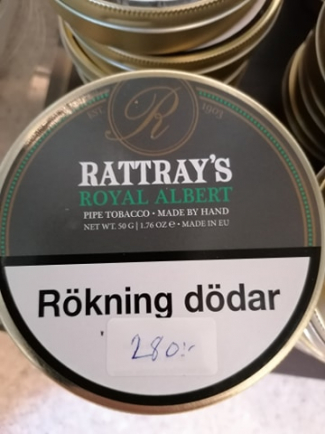 R
EST. 1903
RATTRAY'S
ROYAL ALBERT
PIPE TOBACCO • MADE BY HAND
NET WT. 50 G | 1.76 OZ e • MADE IN EU
Rökning dödar
280:-